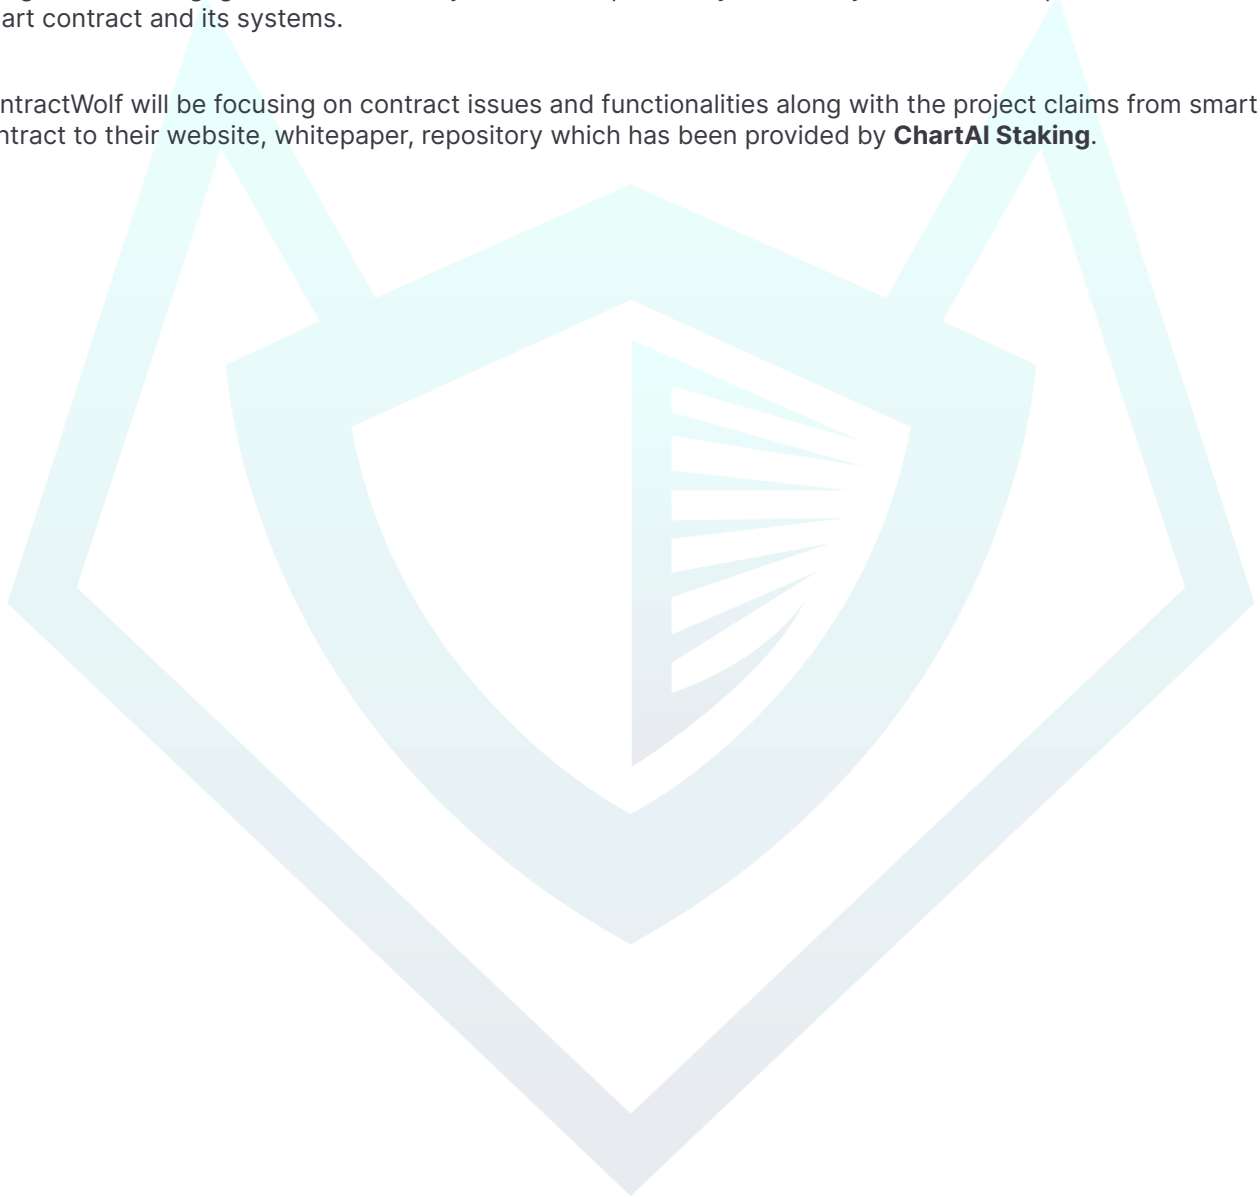 art contract and its systems.
ntractWolf will be focusing on contract issues and functionalities along with the project claims from smart
ntract to their website, whitepaper, repository which has been provided by ChartAI Staking.